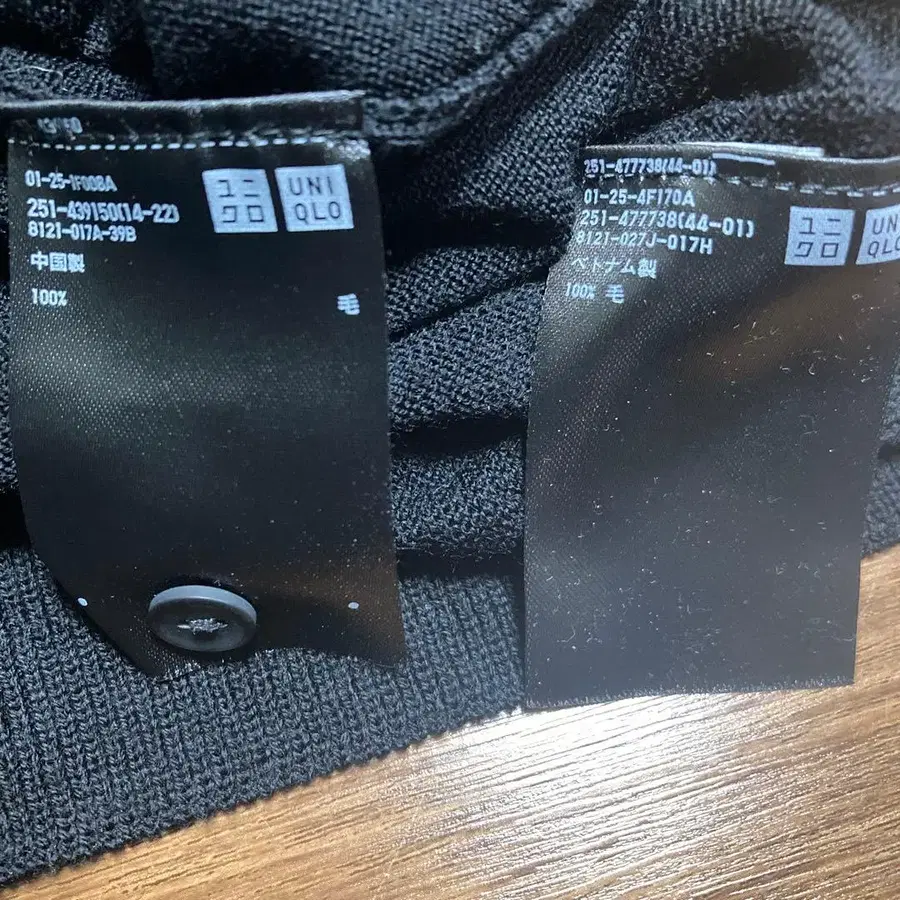 01-25-1F008A
251-439150(14-22)
8121-017A-39B
中国製
100% 毛
ユニ
クロ
UNI
QLO
251-477738(44-01)
01-25-4F170A
251-477738(44-01)
8121-027J-017H
ベトナム製
100% 毛
ユニ
クロ
UN
QLO